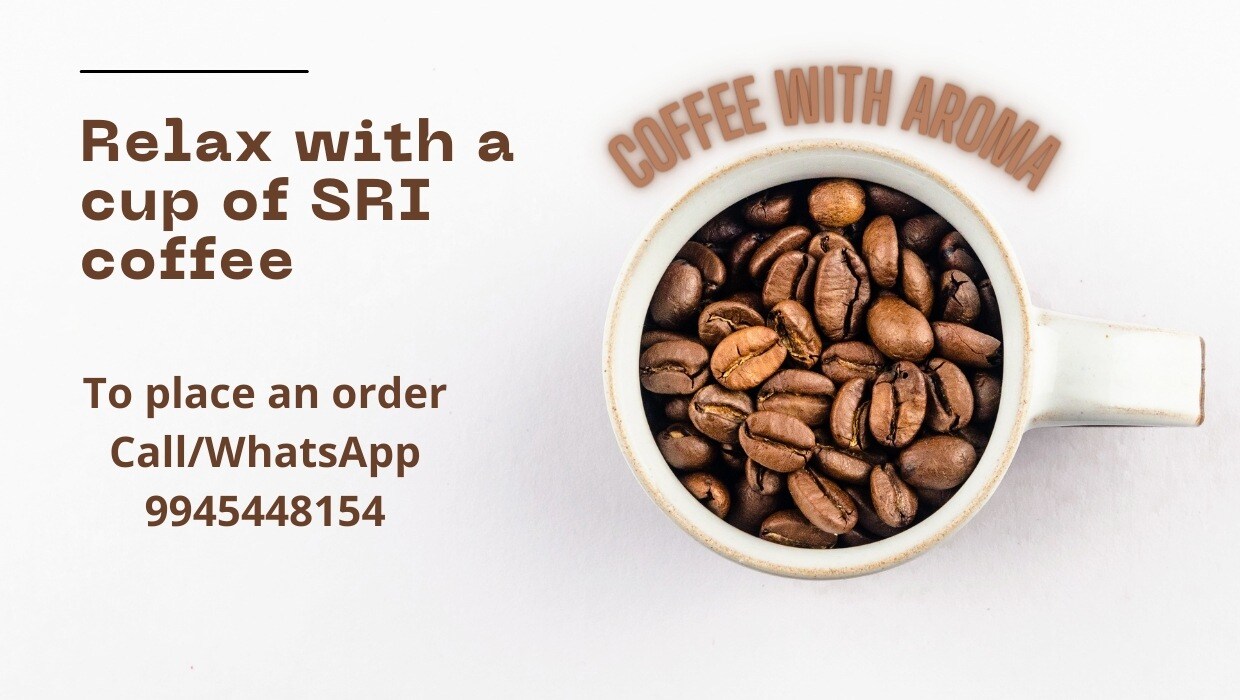 Relax with a
cup of SRI
coffee
To place an order
Call/WhatsApp
9945448154
COFFEE WITH AROMA